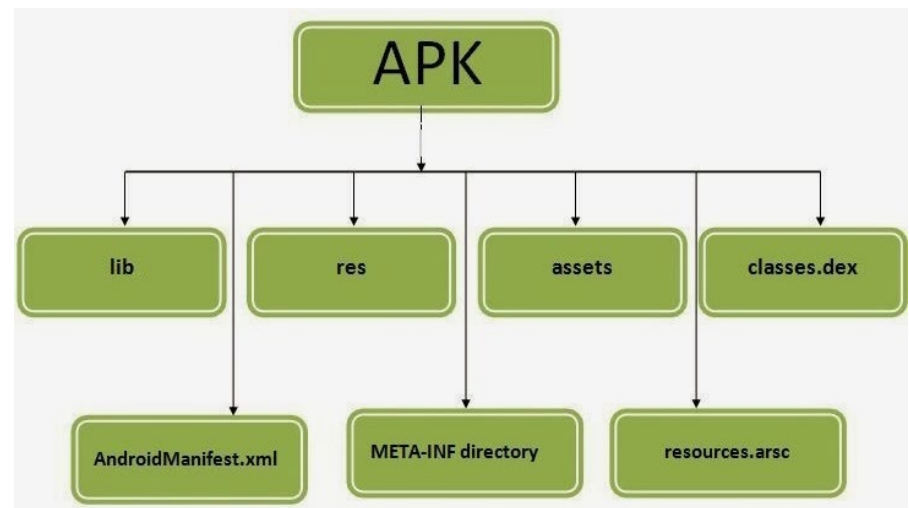 APK
lib
res
assets
classes.dex
AndroidManifest.xml
META-INF directory
resources.arsc